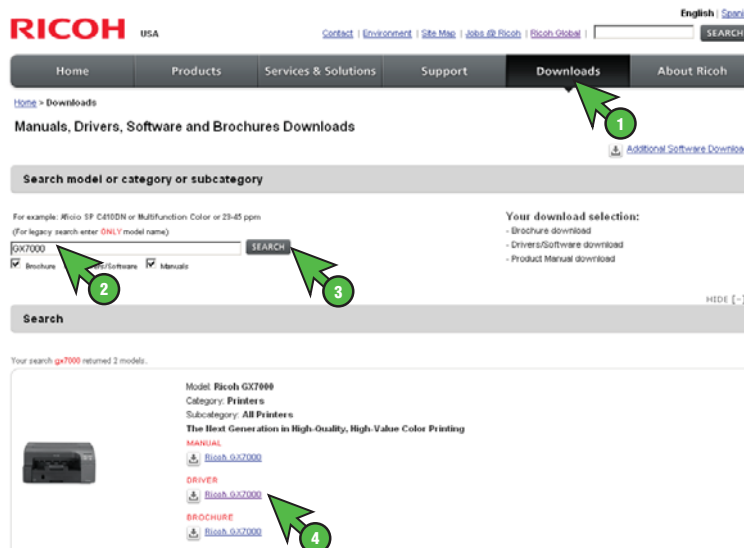 English | Spani
RICOH USA
Contact | Environment | Site Map | Jobs @ Ricoh | Ricoh Global | SEARCH
Home Products Services & Solutions Support Downloads About Ricoh
Home > Downloads
1
Manuals, Drivers, Software and Brochures Downloads
Additional Software Downloa
Search model or category or subcategory
For example: Aficio SP C410DN or Multifunction Color or 23-45 ppm
(For legacy search enter ONLY model name)
GX7000 SEARCH
Brochure ers/Software Manuals
2
3
Your download selection:
- Brochure download
- Drivers/Software download
- Product Manual download
HIDE [-]
Search
Your search gx7000 returned 2 models.
Model: Ricoh GX7000
Category: Printers
Subcategory: All Printers
The Next Generation in High-Quality, High-Value Color Printing
MANUAL
Ricoh GX7000
DRIVER
Ricoh GX7000
BROCHURE
Ricoh GX7000
4